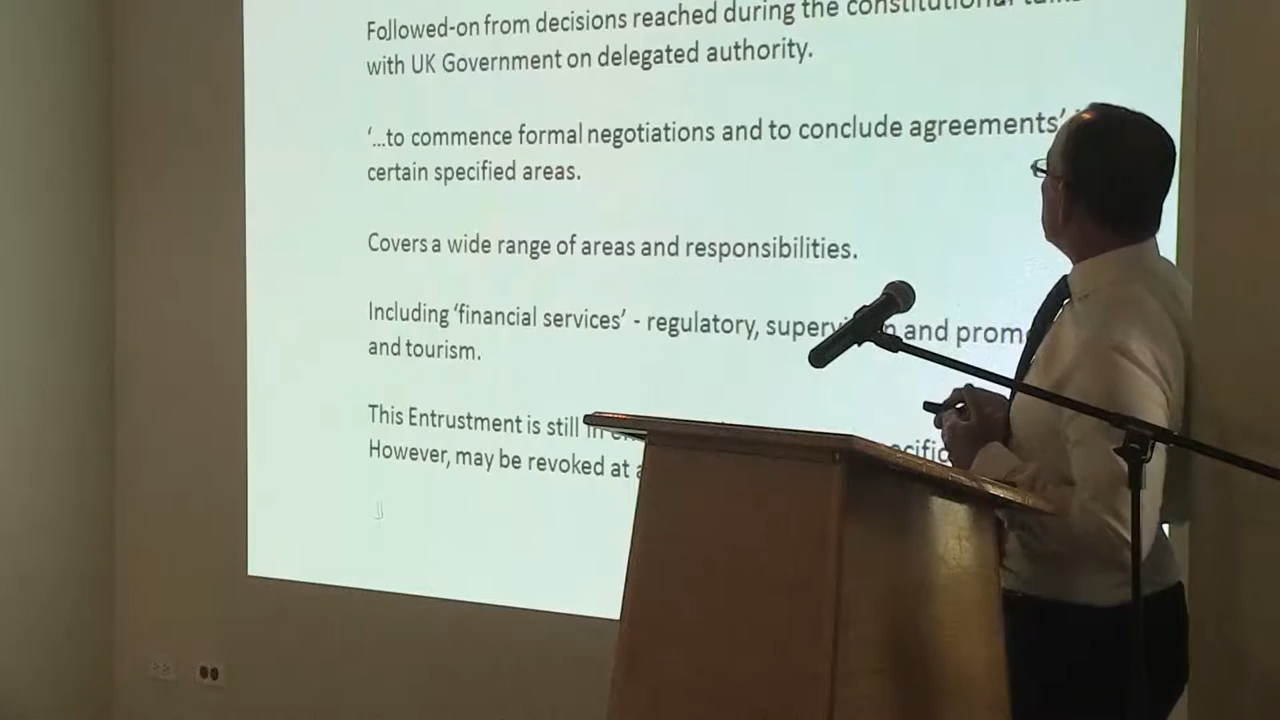 Followed-on from decisions reached during the constitutional
with UK Government on delegated authority.
'...to commence formal negotiations and to conclude agreements'
certain specified areas.
Covers a wide range of areas and responsibilities.
Including 'financial services' - regulatory, and
and tourism.
This Entrustment is still in
However, may be revoked at